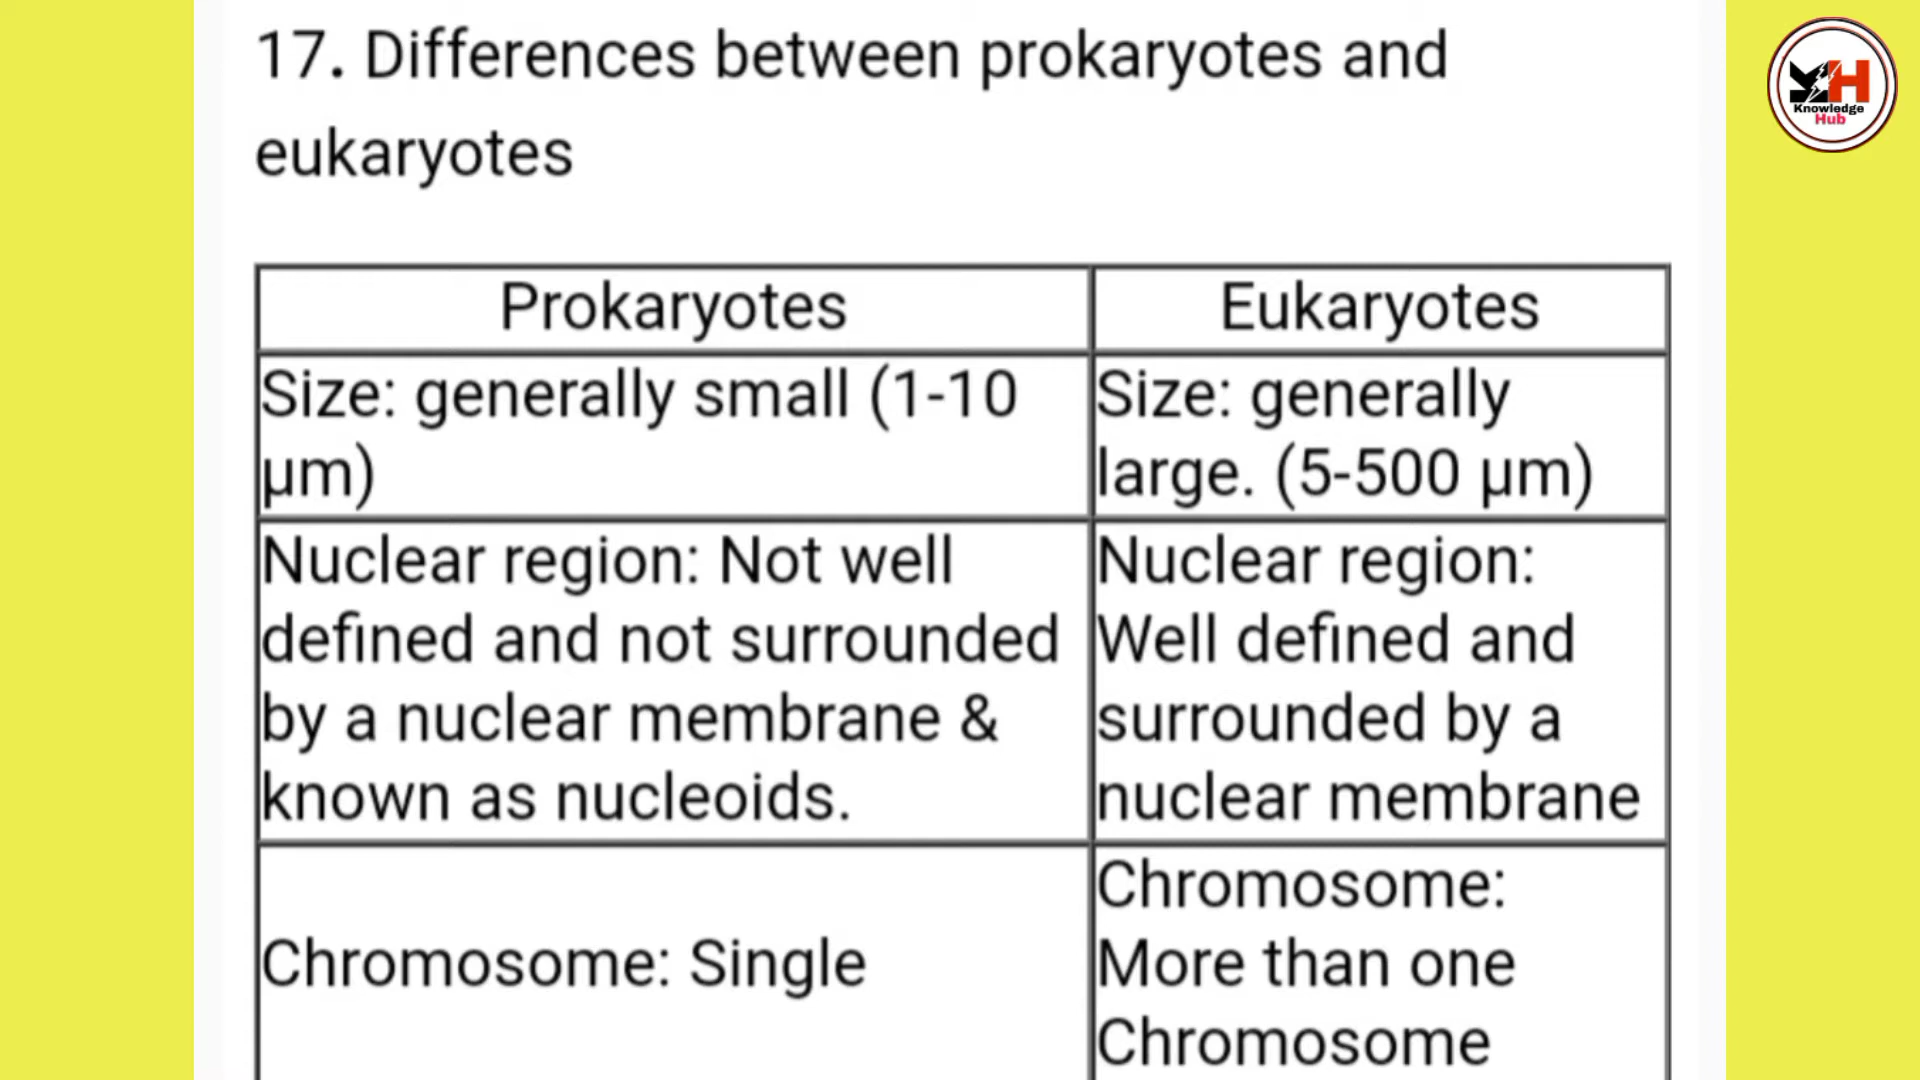 17. Differences between prokaryotes and
eukaryotes
Prokaryotes
Eukaryotes
Size: generally small (1-10
µm)
Size: generally
large. (5-500 µm)
Nuclear region: Not well
defined and not surrounded
by a nuclear membrane &
known as nucleoids.
Nuclear region:
Well defined and
surrounded by a
nuclear membrane
Chromosome: Single
Chromosome:
More than one
Chromosome
KH
Knowledge
Hub